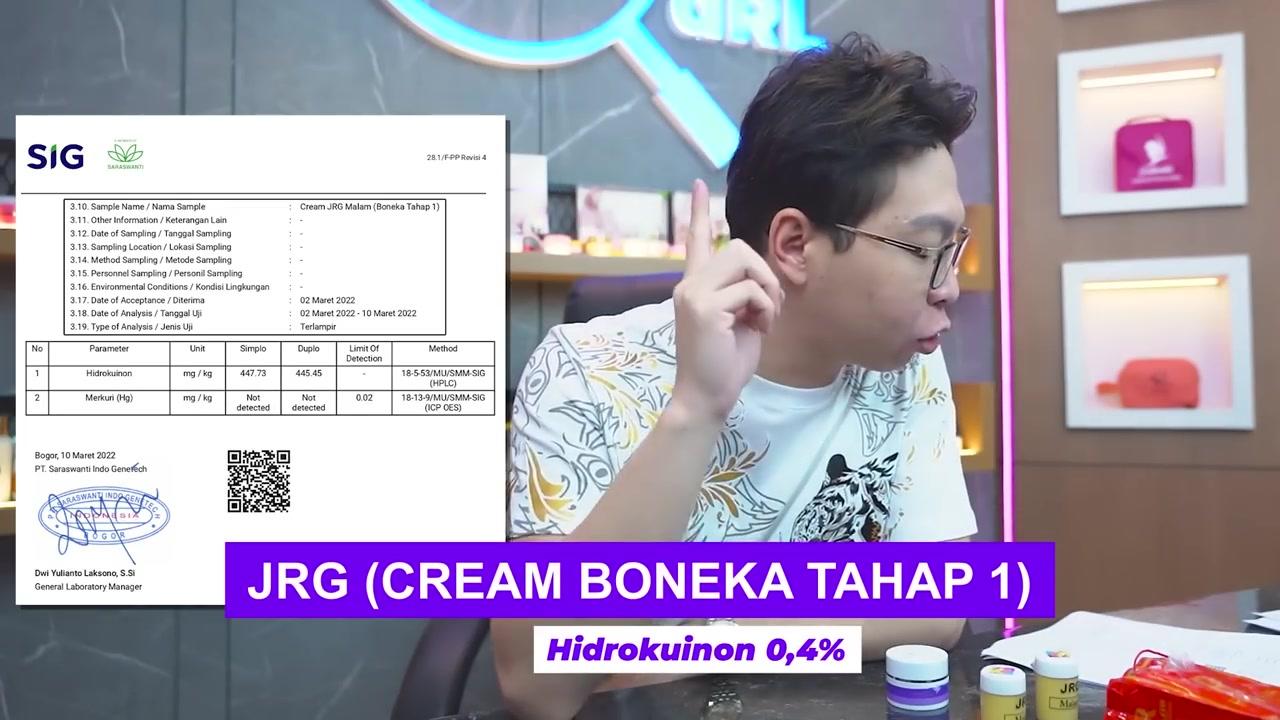 GRL
SIG
SARASWANTI
28.1/F-PP Revisi 4
3.10. Sample Name / Nama Sample : Cream JRG Malam (Boneka Tahap 1)
3.11. Other Information / Keterangan Lain : -
3.12. Date of Sampling / Tanggal Sampling : -
3.13. Sampling Location / Lokasi Sampling : -
3.14. Method Sampling / Metode Sampling : -
3.15. Personnel Sampling / Personil Sampling : -
3.16. Environmental Conditions / Kondisi Lingkungan : -
3.17. Date of Acceptance / Diterima : 02 Maret 2022
3.18. Date of Analysis / Tanggal Uji : 02 Maret 2022 - 10 Maret 2022
3.19. Type of Analysis / Jenis Uji : Terlampir
No Parameter Unit Simplo Duplo Limit Of Detection Method
1 Hidrokuinon mg / kg 447.73 445.45 - 18-5-53/MU/SMM-SIG (HPLC)
2 Merkuri (Hg) mg / kg Not detected Not detected 0.02 18-13-9/MU/SMM-SIG (ICP OES)
Bogor, 10 Maret 2022
PT. Saraswanti Indo Genetech
PT SARASWANTI INDO GENETECH
INDONESIA
BOGOR
Dwi Yulianto Laksono, S.Si
General Laboratory Manager
JRG (CREAM BONEKA TAHAP 1)
Hidrokuinon 0,4%
JRG